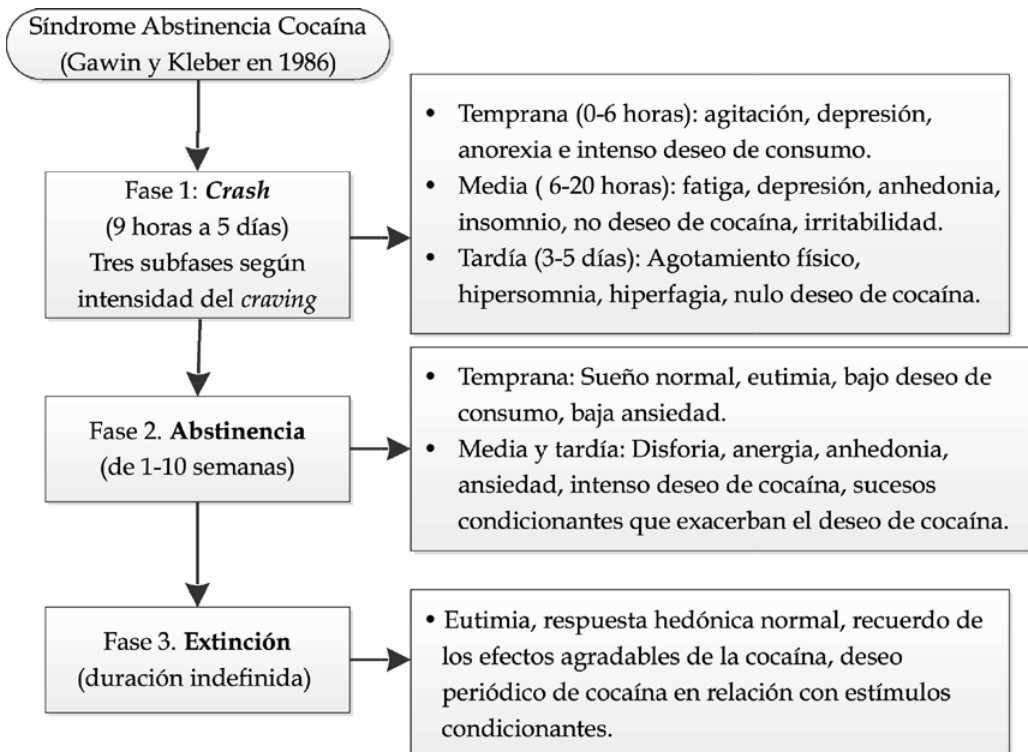 Síndrome Abstinencia Cocaína
(Gawin y Kleber en 1986)
Fase 1: Crash
(9 horas a 5 días)
Tres subfases según
intensidad del craving
• Temprana (0-6 horas): agitación, depresión,
anorexia e intenso deseo de consumo.
• Media ( 6-20 horas): fatiga, depresión, anhedonia,
insomnio, no deseo de cocaína, irritabilidad.
• Tardía (3-5 días): Agotamiento físico,
hipersomnia, hiperfagia, nulo deseo de cocaína.
Fase 2. Abstinencia
(de 1-10 semanas)
• Temprana: Sueño normal, eutimia, bajo deseo de
consumo, baja ansiedad.
• Media y tardía: Disforia, anergia, anhedonia,
ansiedad, intenso deseo de cocaína, sucesos
condicionantes que exacerban el deseo de cocaína.
Fase 3. Extinción
(duración indefinida)
• Eutimia, respuesta hedónica normal, recuerdo de
los efectos agradables de la cocaína, deseo
periódico de cocaína en relación con estímulos
condicionantes.